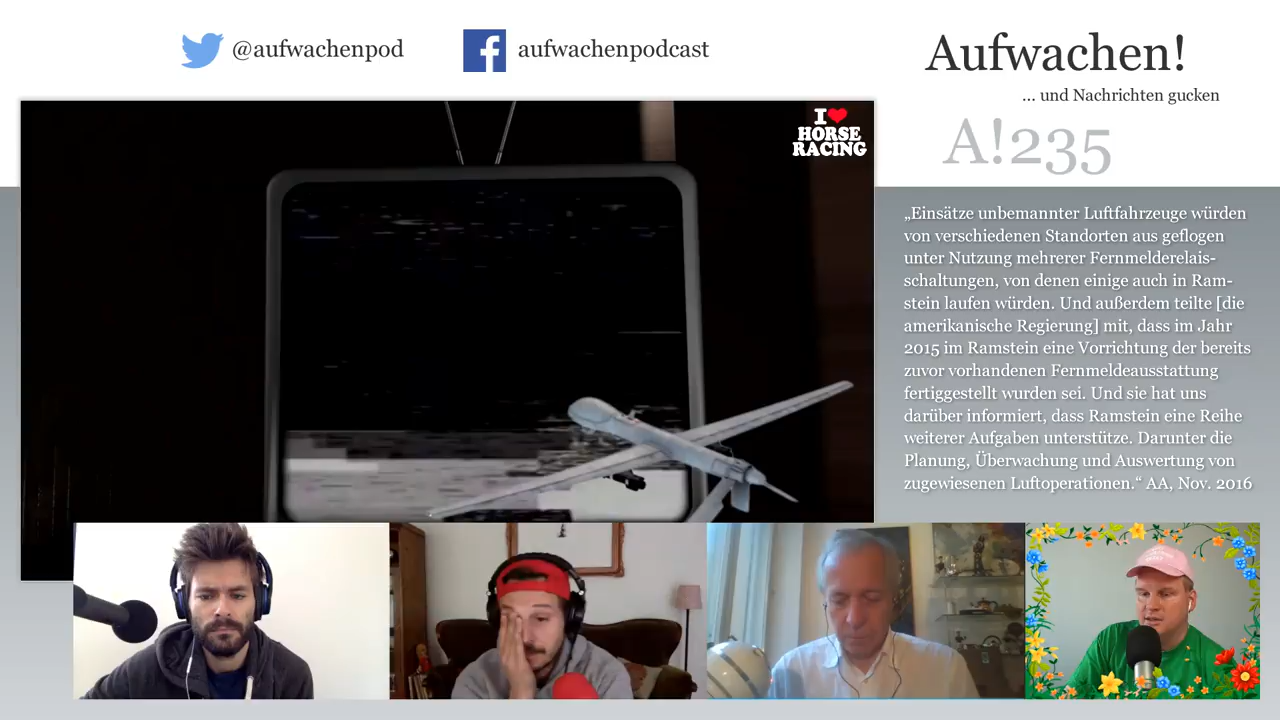 @aufwachenpod
aufwachenpodcast
Aufwachen!
... und Nachrichten gucken
A!235
I
HORSE
RACING
„Einsätze unbemannter Luftfahrzeuge würden
von verschiedenen Standorten aus geflogen
unter Nutzung mehrerer Fernmelderelais-
schaltungen, von denen einige auch in Ram-
stein laufen würden. Und außerdem teilte [die
amerikanische Regierung] mit, dass im Jahr
2015 im Ramstein eine Vorrichtung der bereits
zuvor vorhandenen Fernmeldeausstattung
fertiggestellt wurden sei. Und sie hat uns
darüber informiert, dass Ramstein eine Reihe
weiterer Aufgaben unterstütze. Darunter die
Planung, Überwachung und Auswertung von
zugewiesenen Luftoperationen.“ AA, Nov. 2016